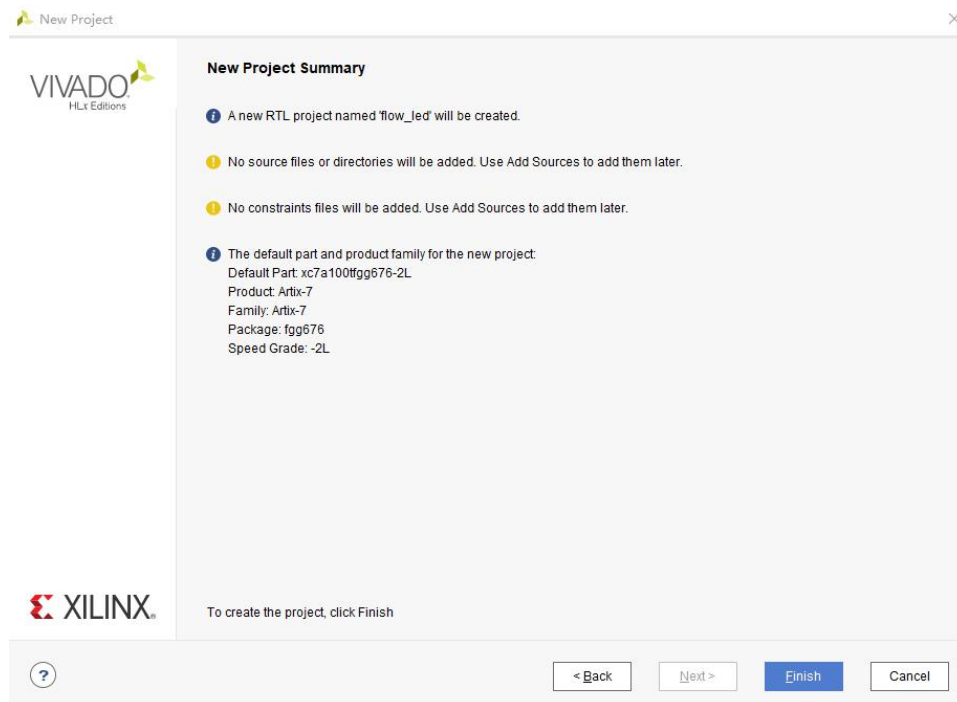 New Project
VIVADO.
HLx Editions
New Project Summary
A new RTL project named 'flow_led' will be created.
No source files or directories will be added. Use Add Sources to add them later.
No constraints files will be added. Use Add Sources to add them later.
The default part and product family for the new project:
Default Part: xc7a100tfgg676-2L
Product: Artix-7
Family: Artix-7
Package: fgg676
Speed Grade: -2L
XILINX.
To create the project, click Finish
?
< Back
Next >
Finish
Cancel